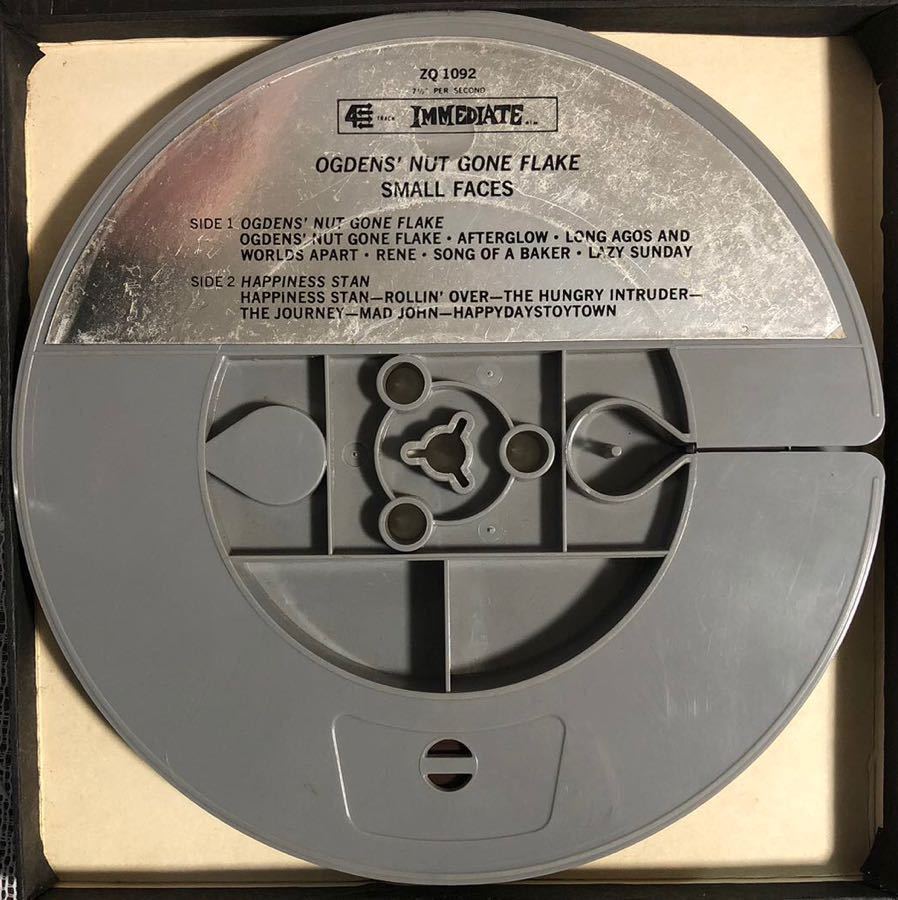 ZQ 1092
7½" PER SECOND
4 TRACK IMMEDIATE
OGDENS' NUT GONE FLAKE
SMALL FACES
SIDE 1 OGDENS' NUT GONE FLAKE
OGDENS' NUT GONE FLAKE • AFTERGLOW • LONG AGOS AND
WORLDS APART • RENE • SONG OF A BAKER • LAZY SUNDAY
SIDE 2 HAPPINESS STAN
HAPPINESS STAN—ROLLIN' OVER—THE HUNGRY INTRUDER—
THE JOURNEY—MAD JOHN—HAPPYDAYSTOYTOWN